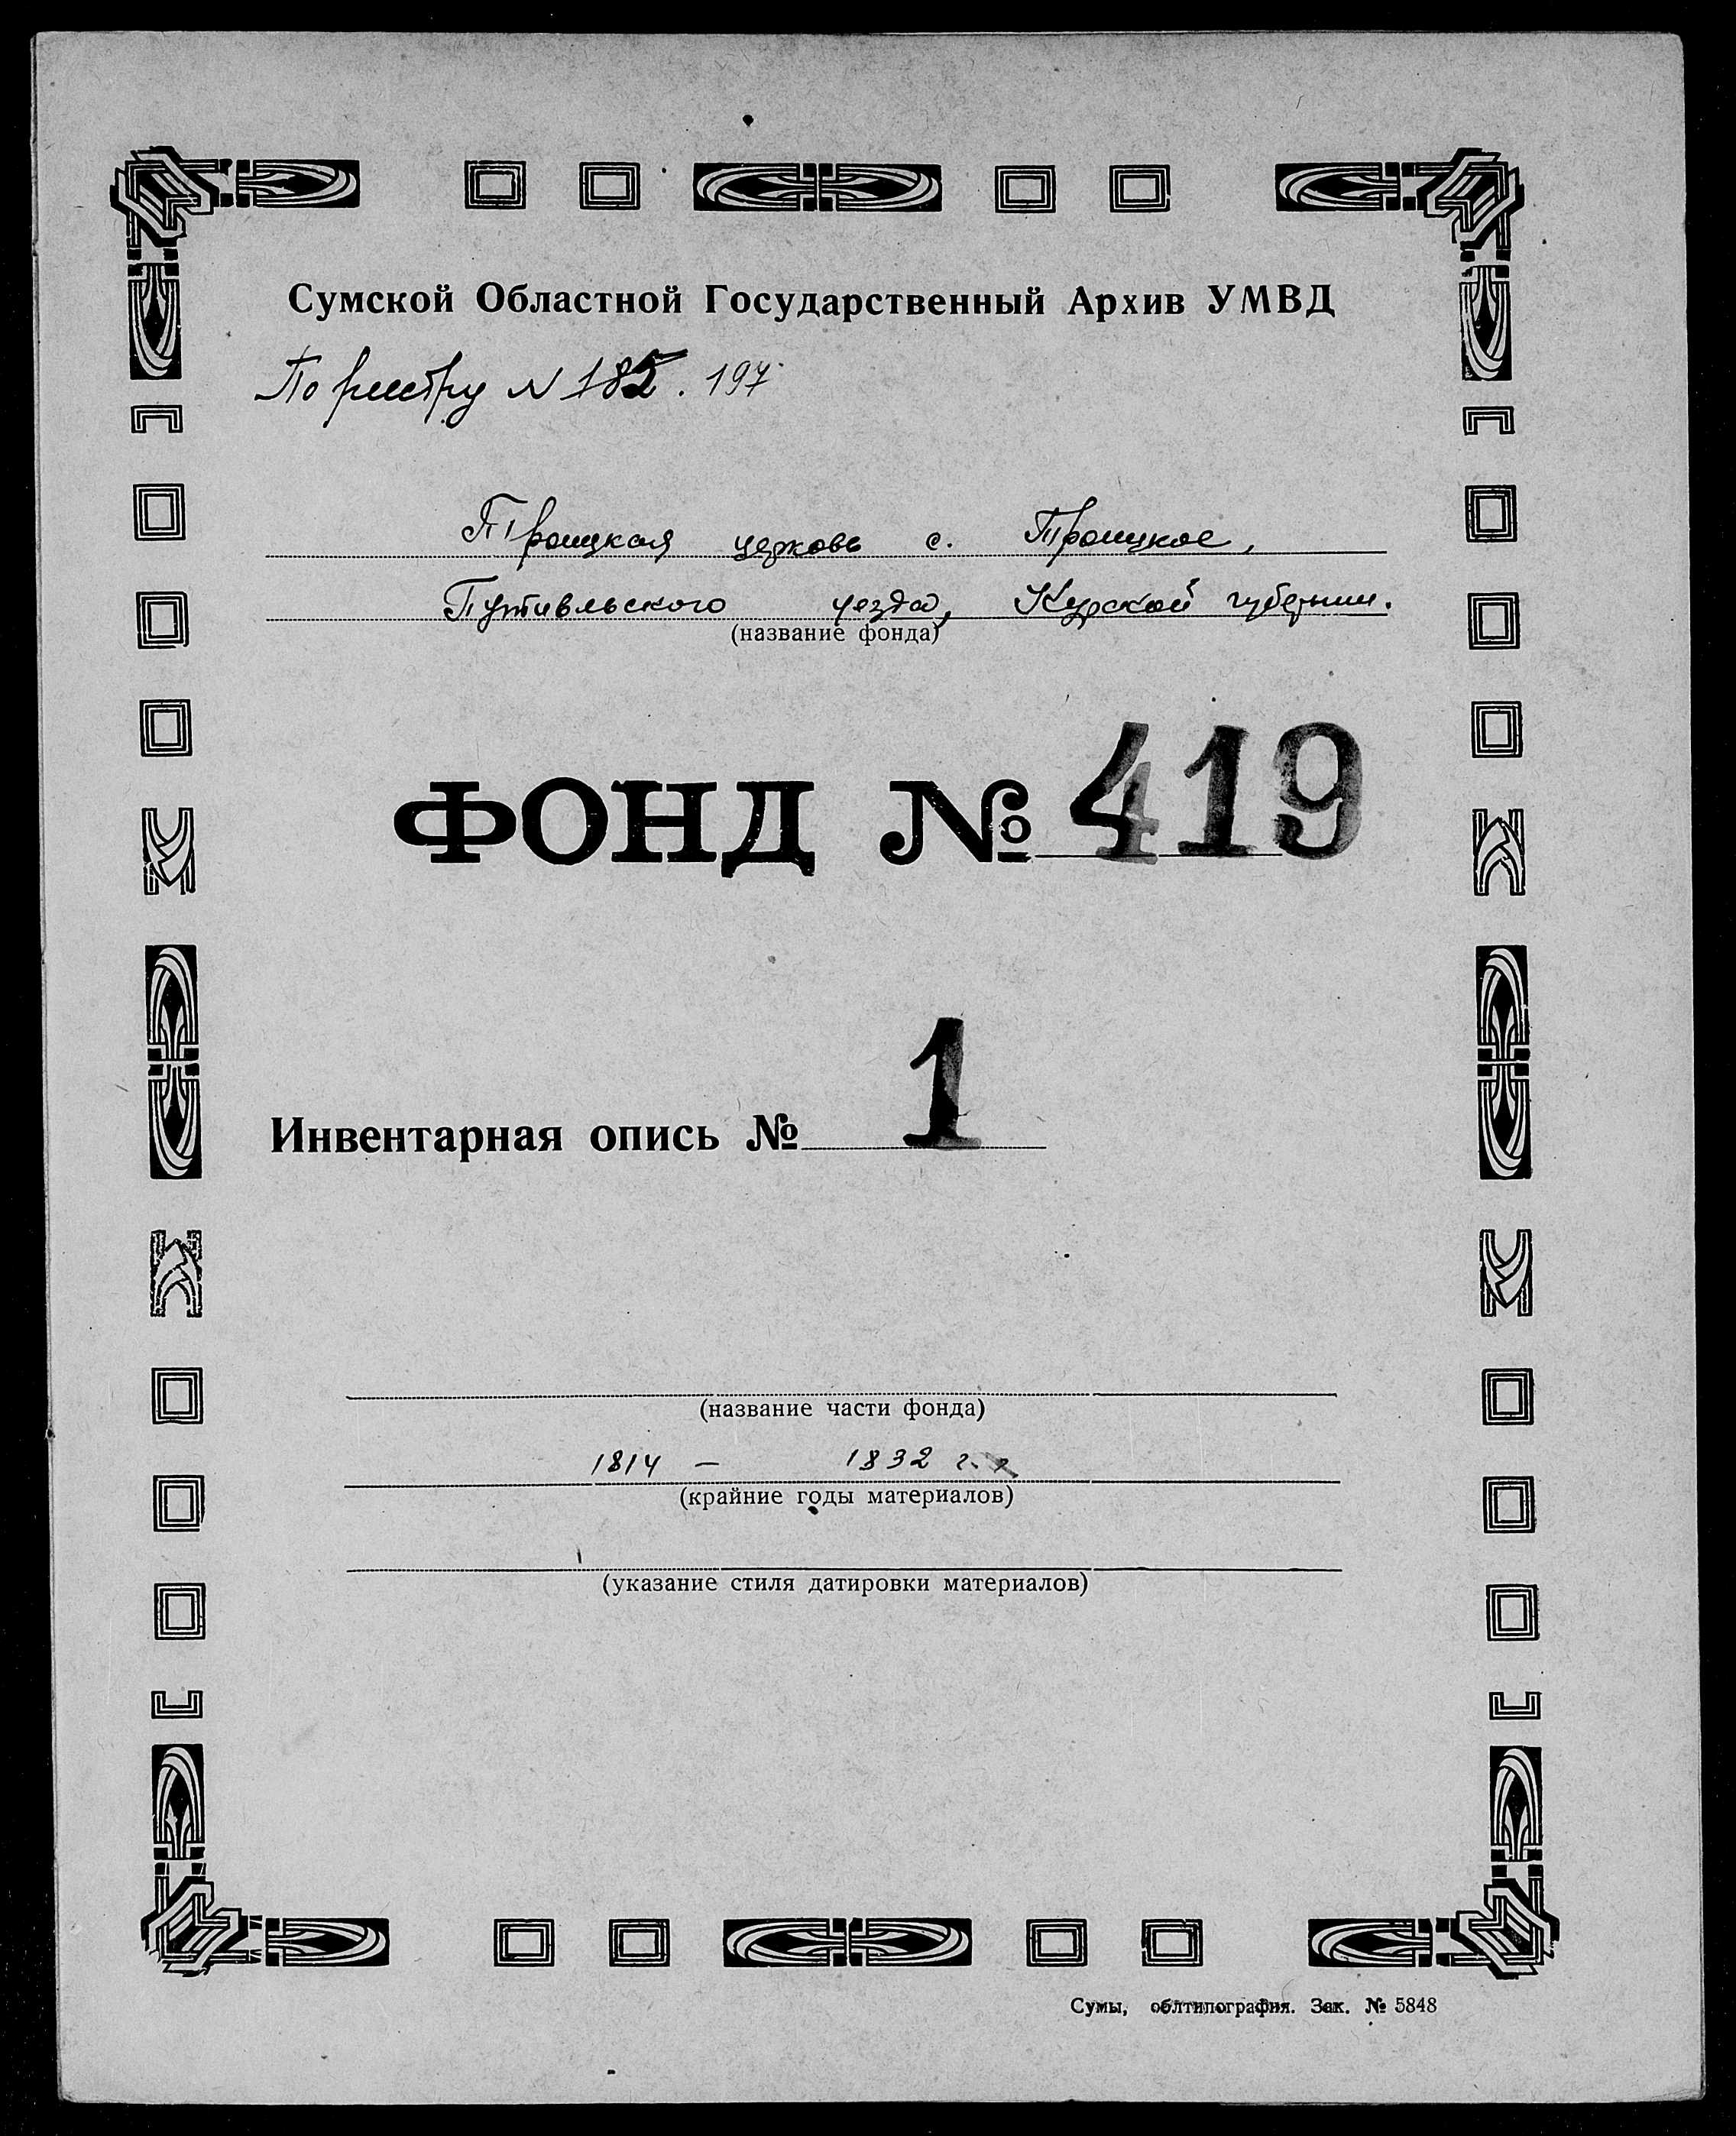 Сумской Областной Государственный Архив УМВД
По реестру N 185. 197
Троицкая церковь с. Троицкое,
Путивльского уезда, Курской губернии.
(название фонда)
ФОНД № 419
Инвентарная опись № 1
(название части фонда)
1814 — 1832 г.
(крайние годы материалов)
(указание стиля датировки материалов)
Сумы, облтипография. Зак. № 5848